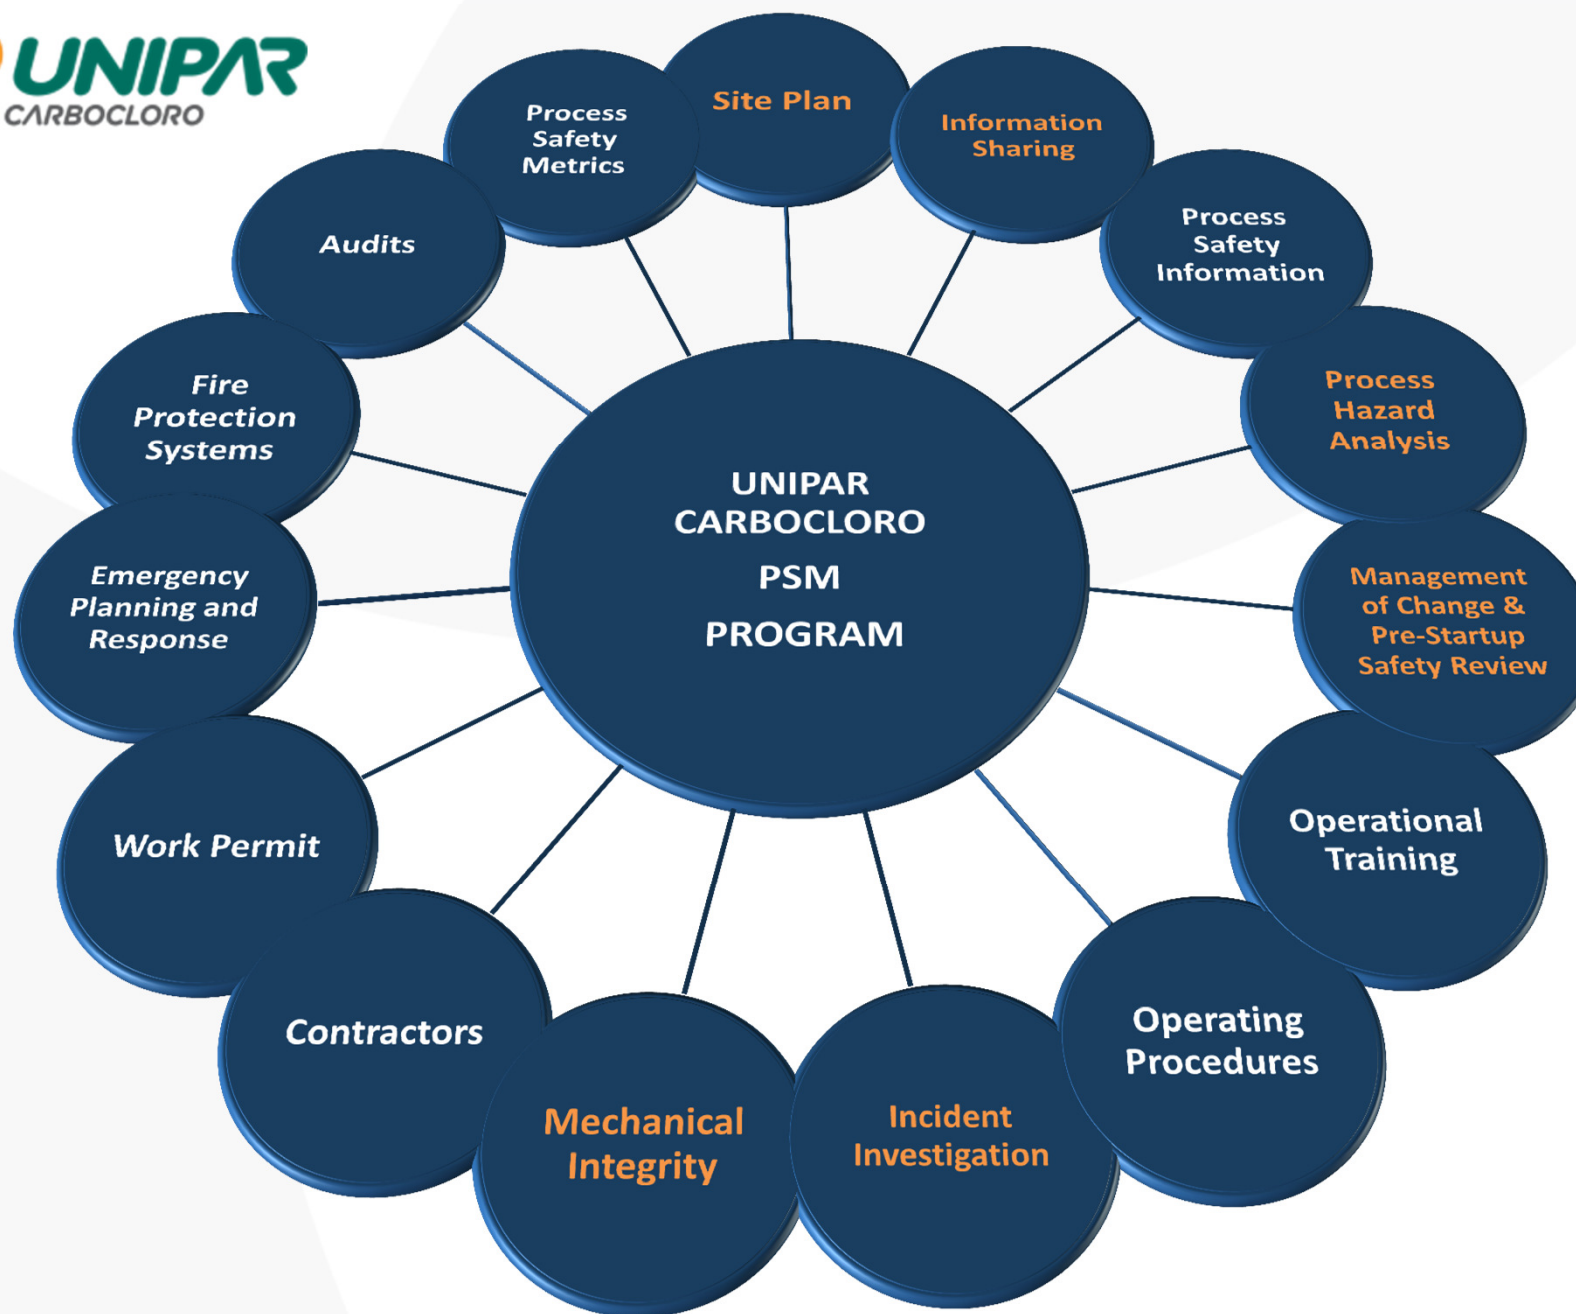 UNIPAR
CARBOCLORO
Site Plan
Information
Sharing
Process
Safety
Information
Process
Hazard
Analysis
Management
of Change &
Pre-Startup
Safety Review
Operational
Training
Operating
Procedures
Incident
Investigation
Mechanical
Integrity
Contractors
Work Permit
Emergency
Planning and
Response
Fire
Protection
Systems
Audits
Process
Safety
Metrics
UNIPAR
CARBOCLORO
PSM
PROGRAM